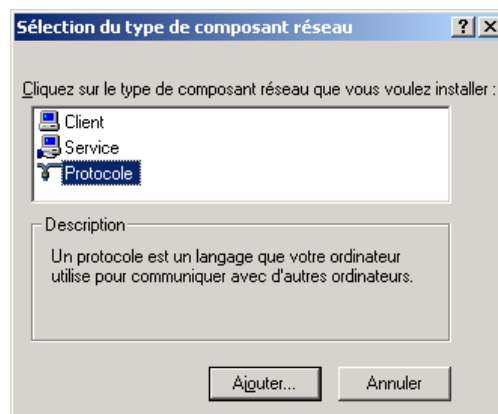 Sélection du type de composant réseau
Cliquez sur le type de composant réseau que vous voulez installer :
Client
Service
Protocole
Description
Un protocole est un langage que votre ordinateur
utilise pour communiquer avec d'autres ordinateurs.
Ajouter... Annuler